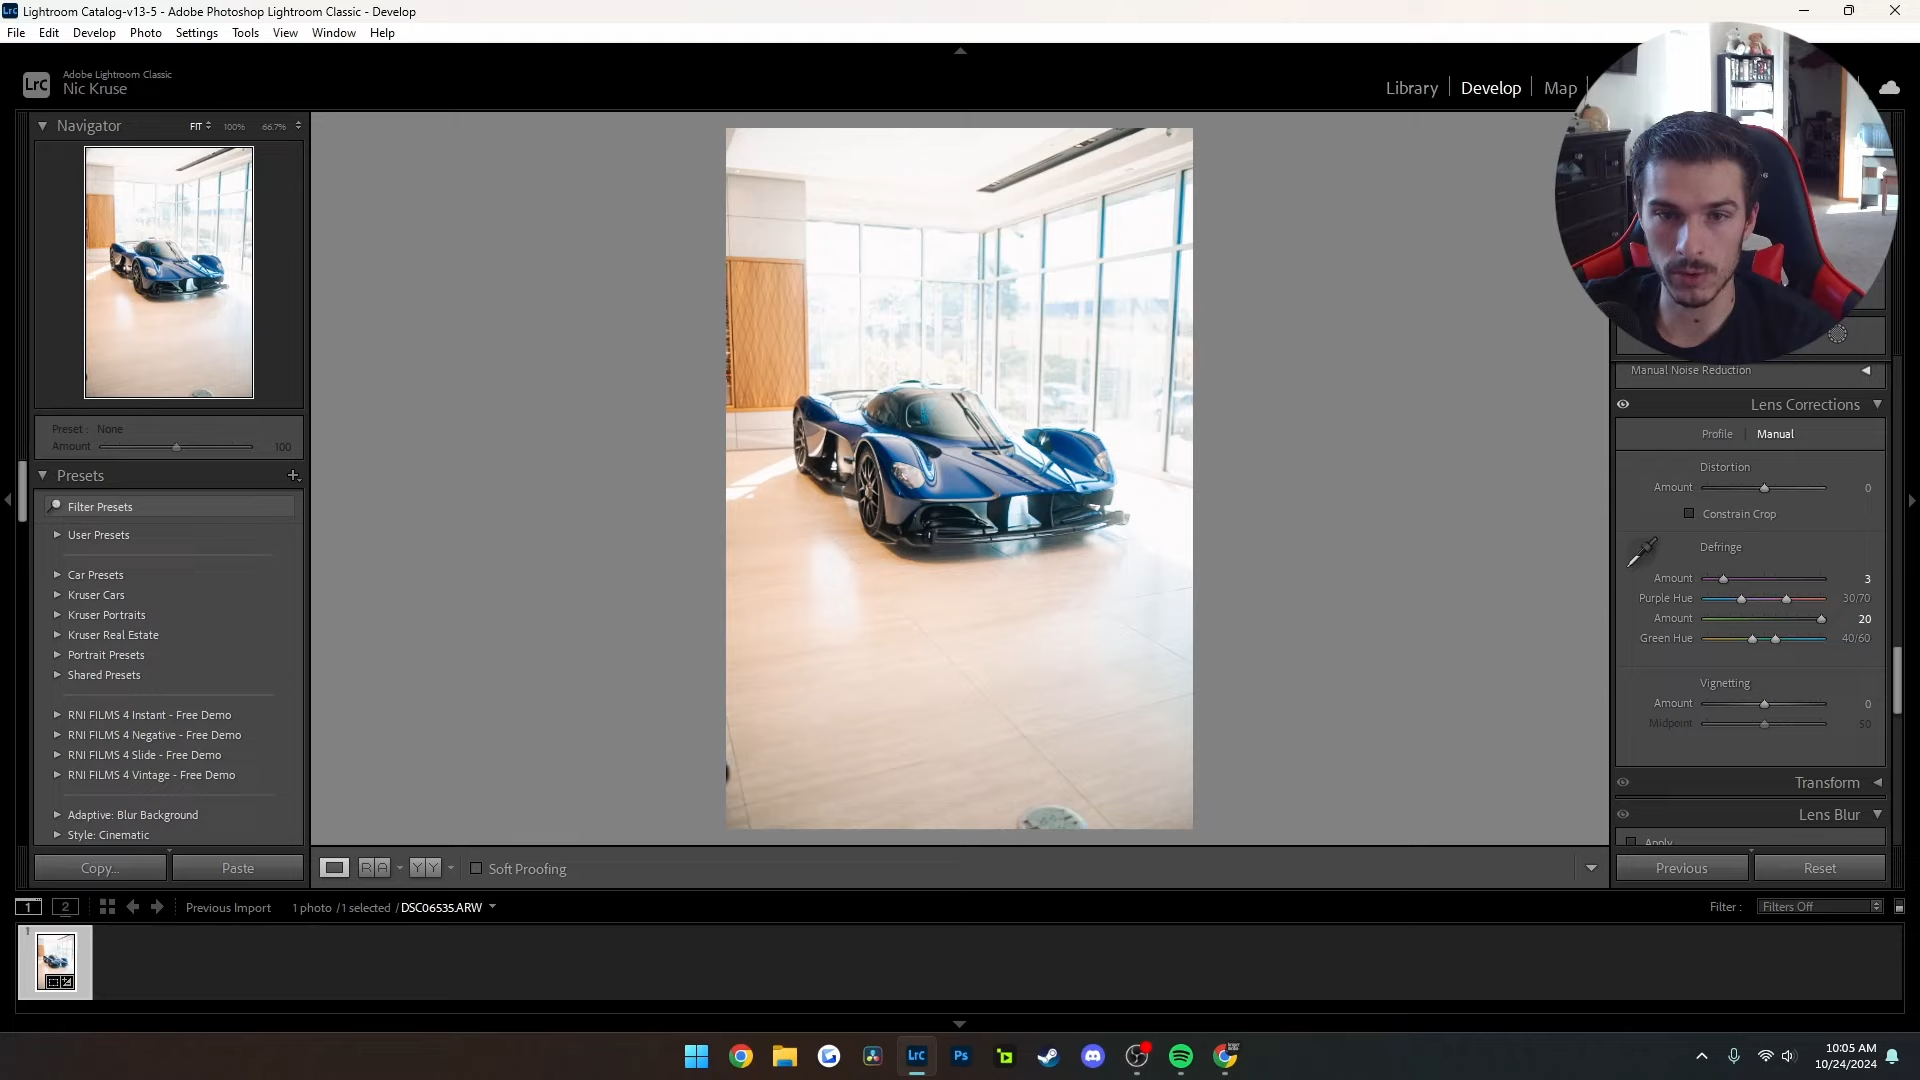 Lrc Lightroom Catalog-v13-5 - Adobe Photoshop Lightroom Classic - Develop
File Edit Develop Photo Settings Tools View Window Help
LrC Adobe Lightroom Classic
Nic Kruse
Library Develop Map
Navigator FIT 100% 66.7%
Preset : None
Amount 100
Presets
Filter Presets
User Presets
Car Presets
Kruser Cars
Kruser Portraits
Kruser Real Estate
Portrait Presets
Shared Presets
RNI FILMS 4 Instant - Free Demo
RNI FILMS 4 Negative - Free Demo
RNI FILMS 4 Slide - Free Demo
RNI FILMS 4 Vintage - Free Demo
Adaptive: Blur Background
Style: Cinematic
Copy... Paste
Manual Noise Reduction
Lens Corrections
Profile Manual
Distortion
Amount 0
Constrain Crop
Defringe
Amount 3
Purple Hue 30/70
Amount 20
Green Hue 40/60
Vignetting
Amount 0
Midpoint 50
Transform
Lens Blur
Apply
Previous Reset
R A Y Y Soft Proofing
1 2 Previous Import 1 photo / 1 selected / DSC06535.ARW Filter : Filters Off
1
LrC Ps
10:05 AM
10/24/2024